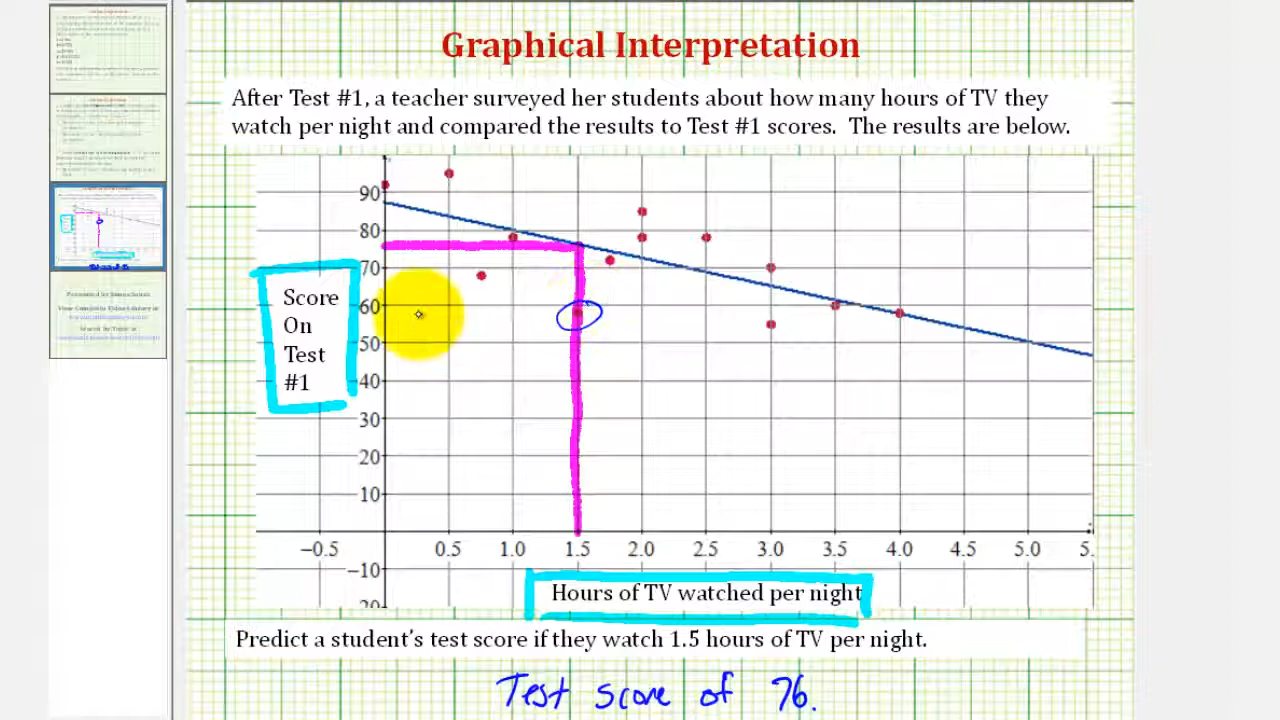 Graphical Interpretation
After Test #1, a teacher surveyed her students about how many hours of TV they
watch per night and compared the results to Test #1 scores. The results are below.
90
80
70
60
50
40
30
20
10
Score
On
Test
#1
−0.5 0.5 1.0 1.5 2.0 2.5 3.0 3.5 4.0 4.5 5.0 5.
−10
Hours of TV watched per night
Predict a student's test score if they watch 1.5 hours of TV per night.
Test score of 76.